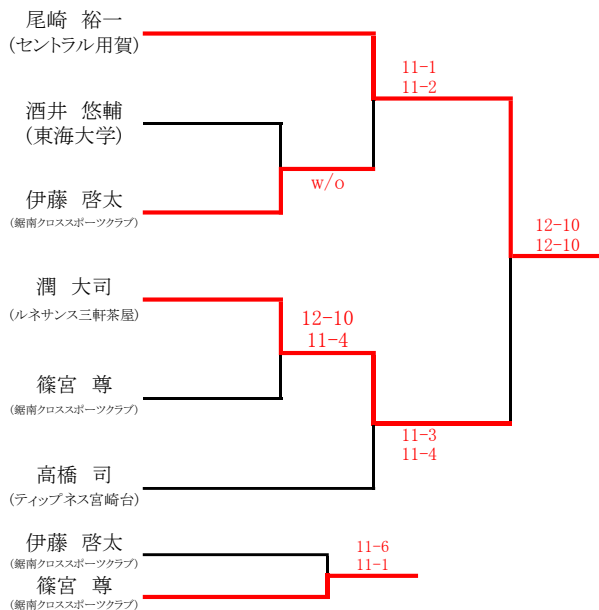 尾崎 裕一
(セントラル用賀)
11-1
11-2
酒井 悠輔
(東海大学)
w/o
伊藤 啓太
(鋸南クロススポーツクラブ)
12-10
12-10
潤 大司
(ルネサンス三軒茶屋)
12-10
11-4
篠宮 尊
(鋸南クロススポーツクラブ)
11-3
11-4
高橋 司
(ティップネス宮崎台)
伊藤 啓太
(鋸南クロススポーツクラブ)
11-6
11-1
篠宮 尊
(鋸南クロススポーツクラブ)